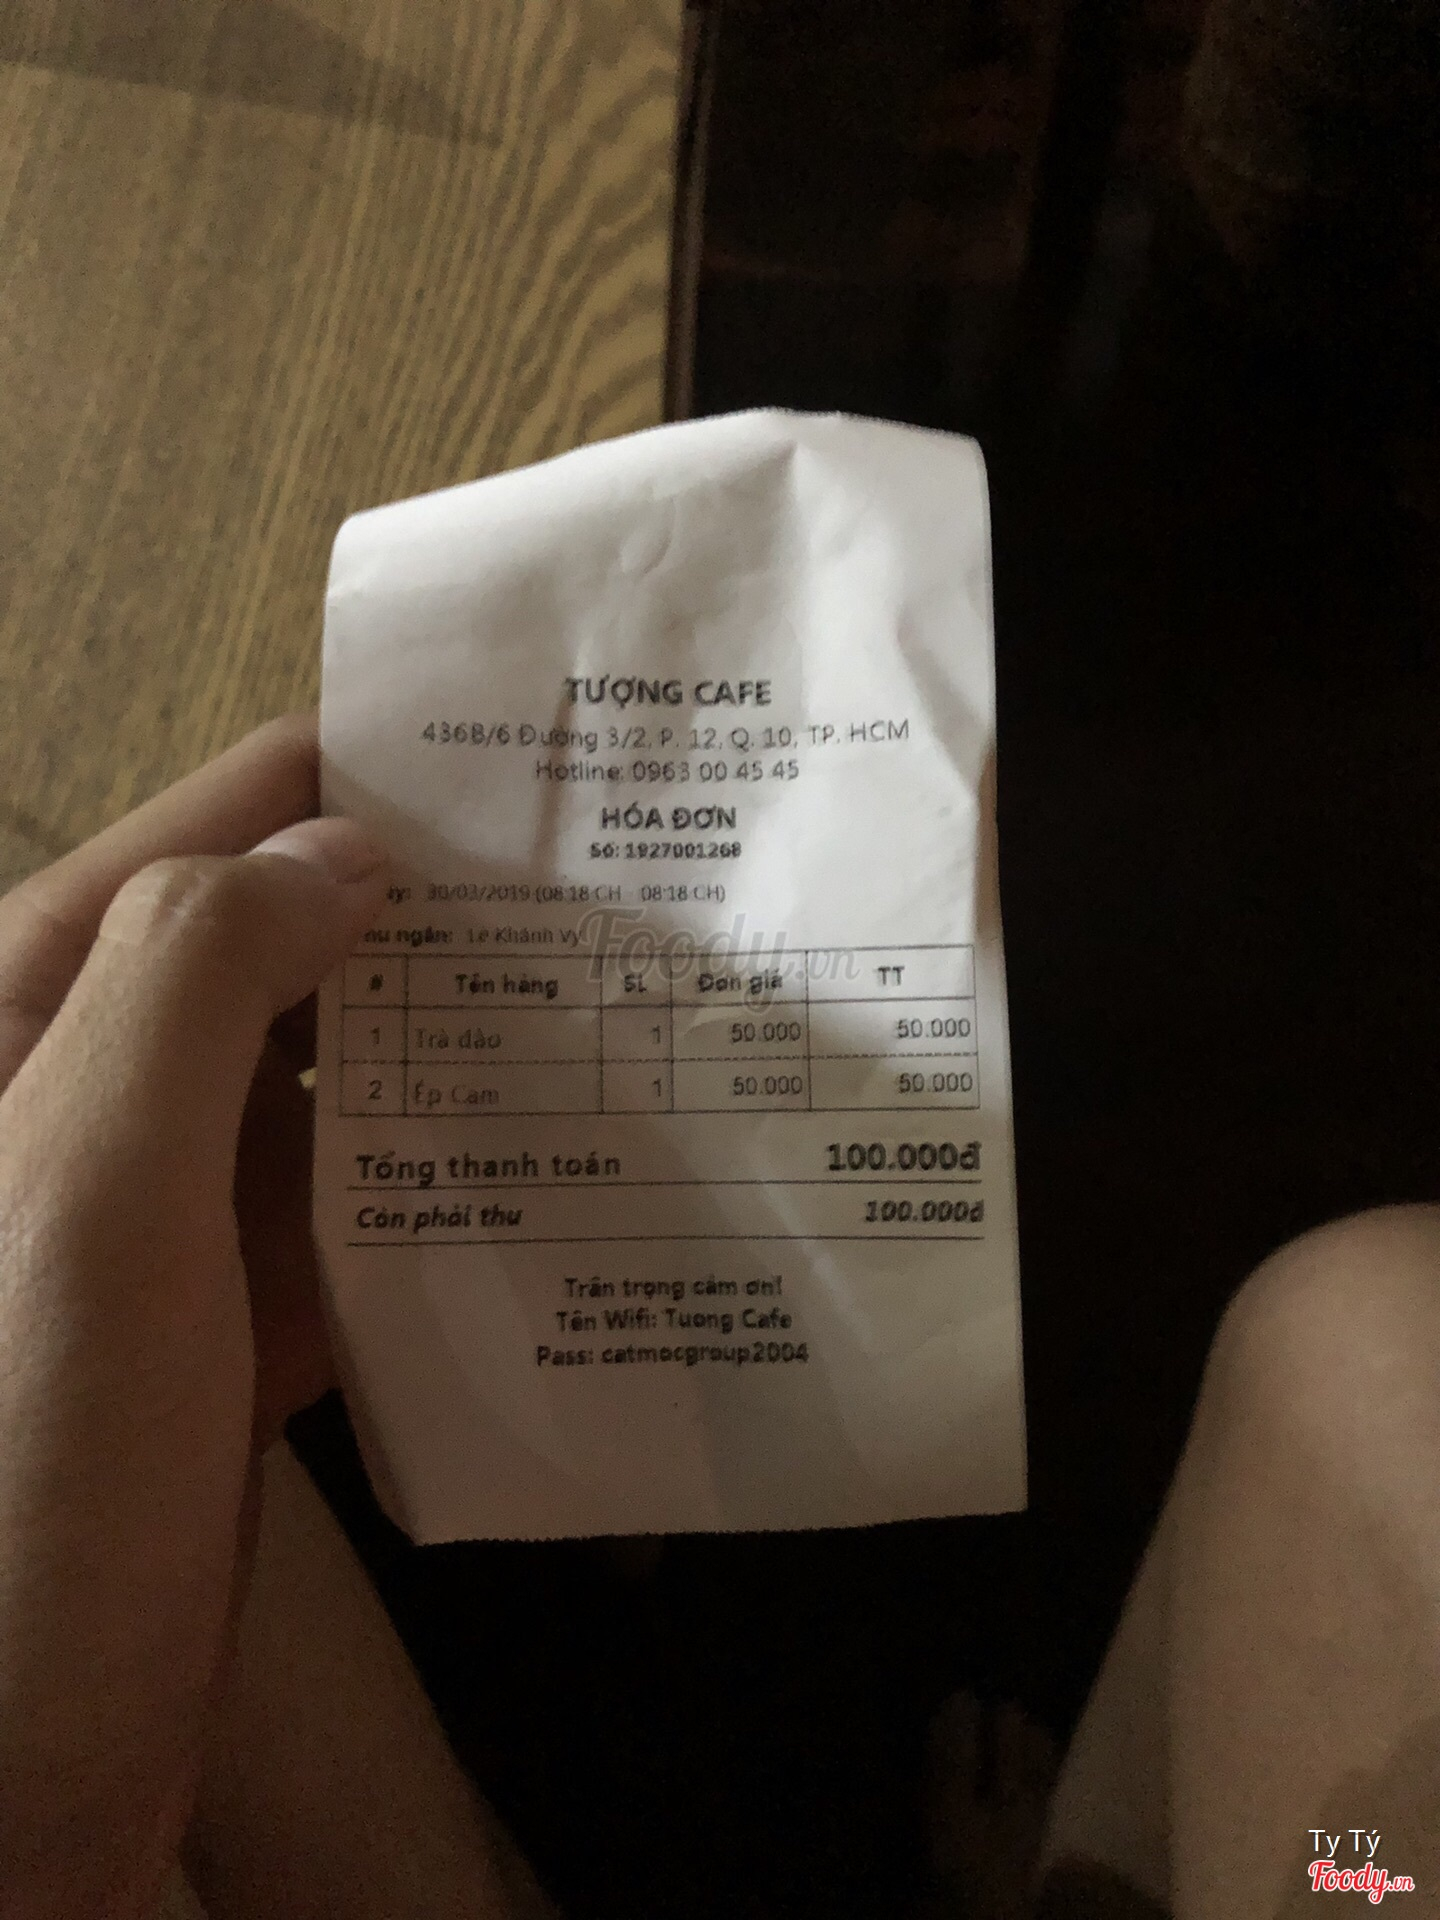 TƯỢNG CAFE
436B/6 Đường 3/2, P. 12, Q. 10, TP. HCM
Hotline: 0963 00 45 45
HÓA ĐƠN
Số: 1927001268
ày: 30/03/2019 (08:18 CH - 08:18 CH)
hu ngân: Lê Khánh Vy
Foody.vn
# Tên hàng SL Đơn giá TT
1 Trà đào 1 50.000 50.000
2 Ép Cam 1 50.000 50.000
Tổng thanh toán 100.000đ
Còn phải thu 100.000đ
Trân trọng cảm ơn!
Tên Wifi: Tuong Cafe
Pass: catmocgroup2004
Ty Tý
Foody.vn